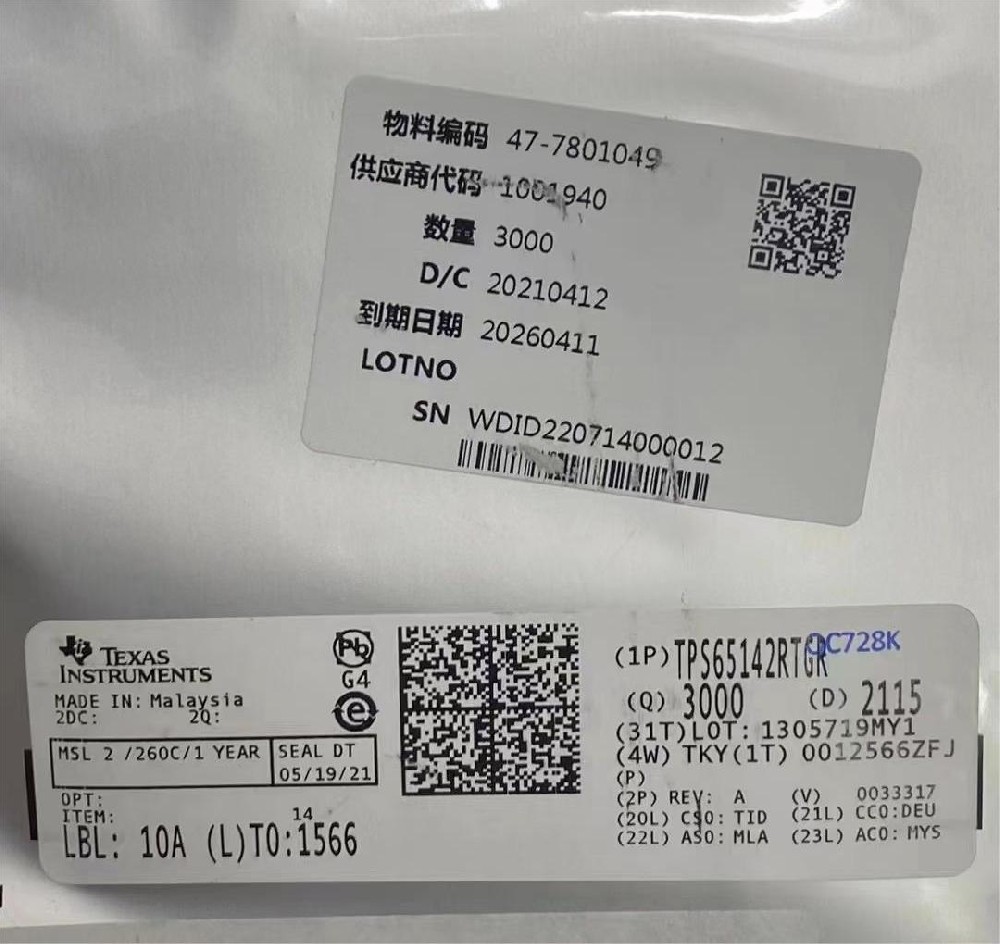 物料编码 47-7801049
供应商代码 1001940
数量 3000
D/C 20210412
到期日期 20260411
LOTNO
SN WDID220714000012
TEXAS
INSTRUMENTS
MADE IN: Malaysia
2DC: 2Q:
MSL 2 /260C/1 YEAR
SEAL DT
05/19/21
OPT:
ITEM: 14
LBL: 10A (L)TO:1566
Pb
G4
e
(1P) TPS65142RTGR
QC728K
(Q) 3000 (D) 2115
(31T)LOT: 1305719MY1
(4W) TKY(1T) 0012566ZFJ
(P)
(2P) REV: A (V) 0033317
(20L) CSO: TID (21L) CCO:DEU
(22L) ASO: MLA (23L) ACO: MYS